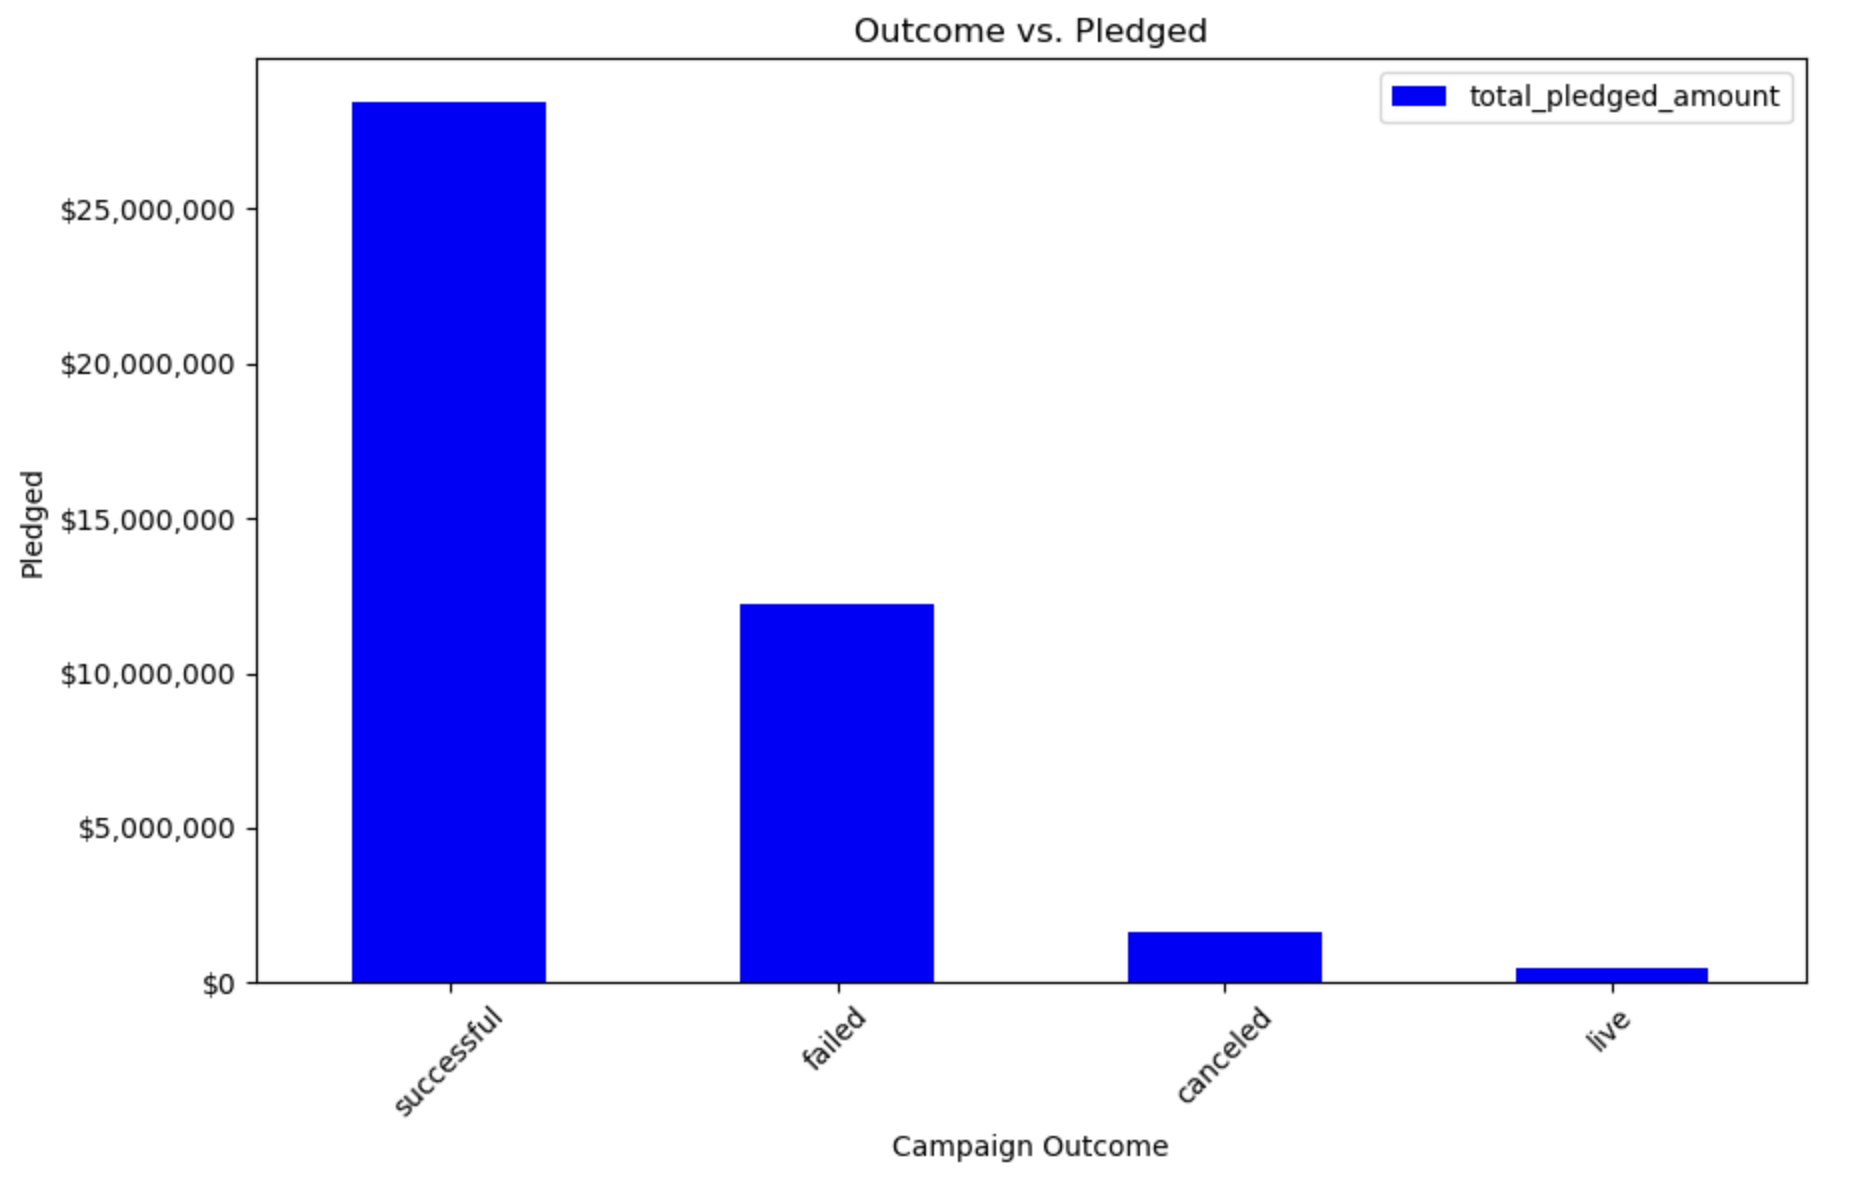 Outcome vs. Pledged
total_pledged_amount
Pledged
$25,000,000
$20,000,000
$15,000,000
$10,000,000
$5,000,000
$0
successful
failed
canceled
live
Campaign Outcome